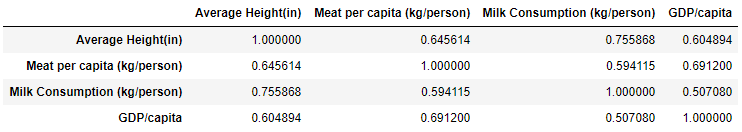 Average Height(in) Meat per capita (kg/person) Milk Consumption (kg/person) GDP/capita
Average Height(in) 1.000000 0.645614 0.755868 0.604894
Meat per capita (kg/person) 0.645614 1.000000 0.594115 0.691200
Milk Consumption (kg/person) 0.755868 0.594115 1.000000 0.507080
GDP/capita 0.604894 0.691200 0.507080 1.000000